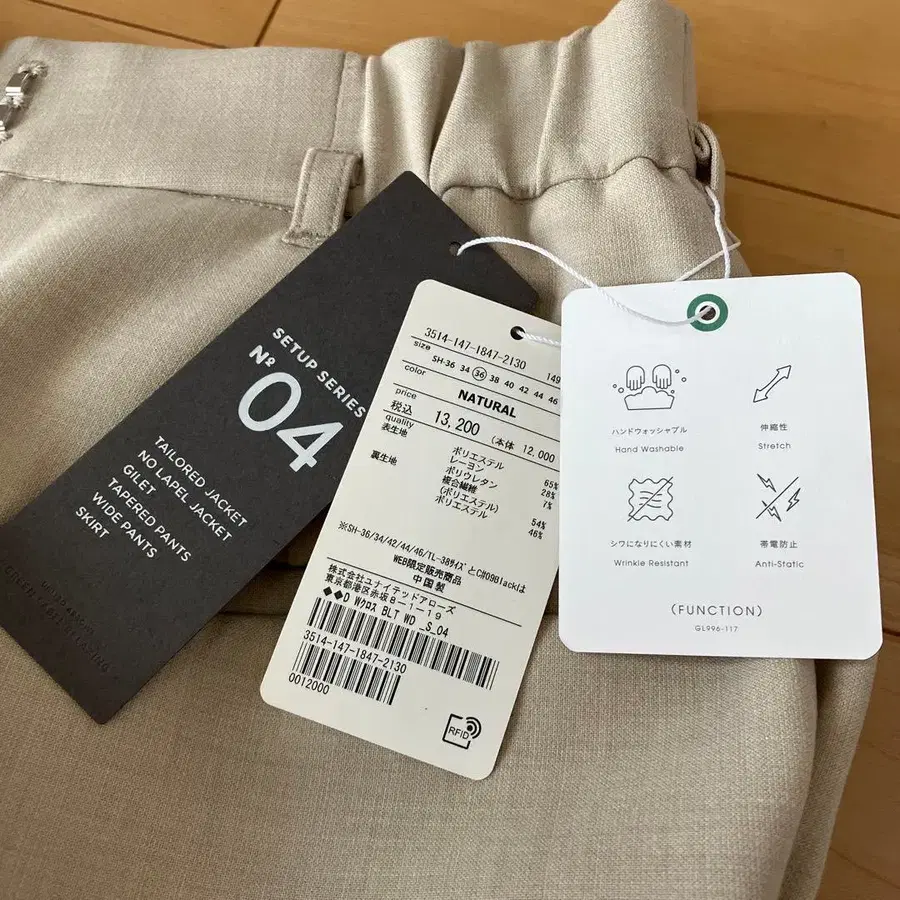 SETUP SERIES
Nº
04
TAILORED JACKET
NO LAPEL JACKET
GILET
TAPERED PANTS
WIDE PANTS
SKIRT
3514-147-1847-2130
149
size
SH-36 34 36 38 40 42 44 46
color
NATURAL
price
税込 13,200 (本体 12,000
quality
表生地
ポリエステル 65%
レーヨン 28%
ポリウレタン 7%
裏生地
複合繊維
(ポリエステル) 54%
ポリエステル 46%
※SH-36/34/42/44/46/TL-38サイズとC#09Blackは
WEB限定販売商品
中国製
株式会社ユナイテッドアローズ
東京都港区赤坂8-1-19
◆◆D Wクロス BLT WD _S_04
3514-147-1847-2130
0012000
RFID
ハンドウォッシャブル
Hand Washable
伸縮性
Stretch
シワになりにくい素材
Wrinkle Resistant
帯電防止
Anti-Static
(FUNCTION)
GL996-117